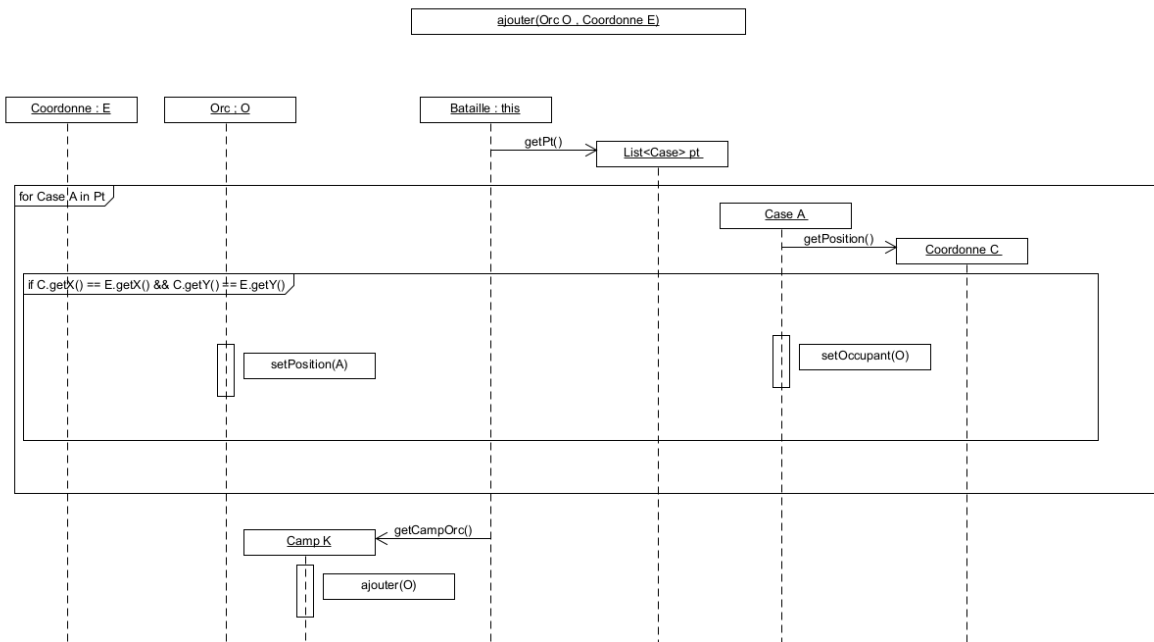 ajouter(Orc O , Coordonne E)
Coordonne : E
Orc ; O
Bataille : this
getPt()
List<Case> pt
for Case A in Pt
Case A
getPosition()
Coordonne C
if C.getX() == E.getX() && C.getY() == E.getY()
setPosition(A)
setOccupant(O)
getCampOrc()
Camp K
ajouter(O)